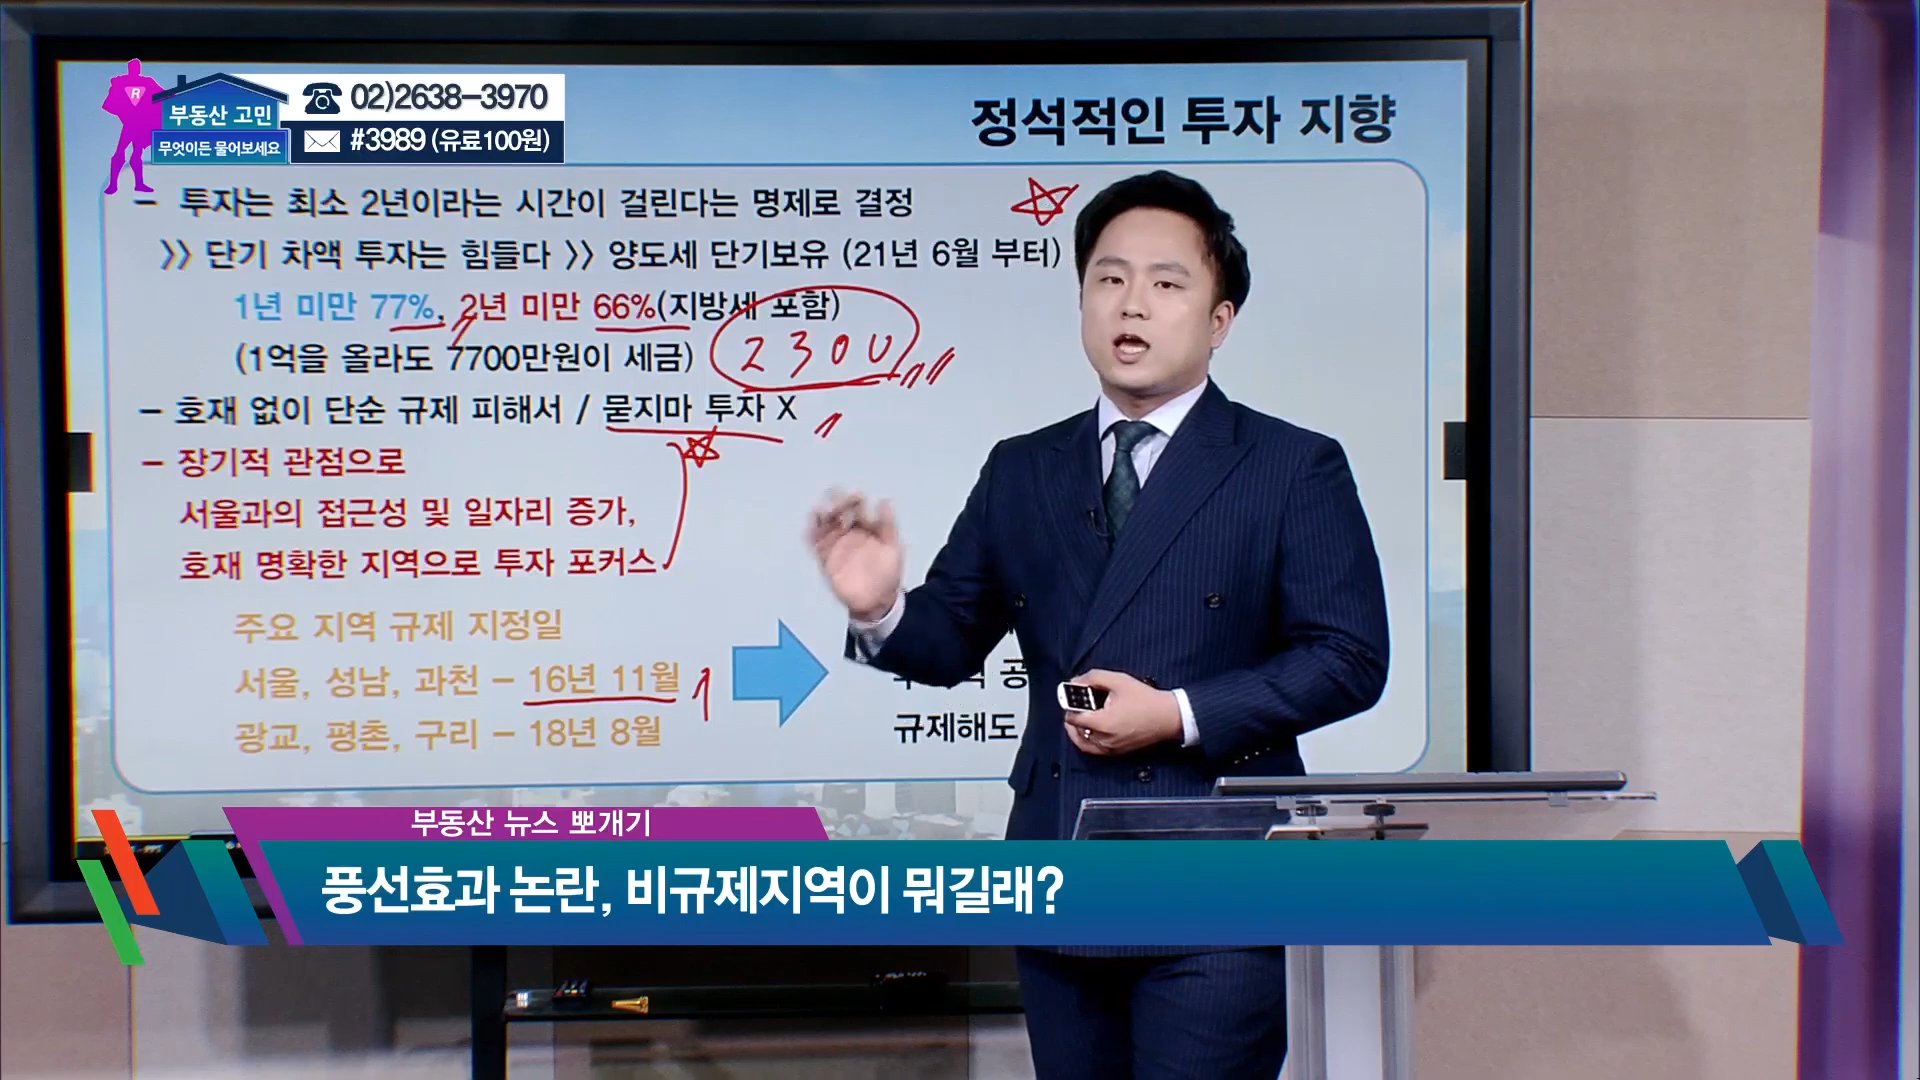 R
부동산 고민
무엇이든 물어보세요
02)2638-3970
#3989 (유료100원)
정석적인 투자 지향
- 투자는 최소 2년이라는 시간이 걸린다는 명제로 결정
>> 단기 차액 투자는 힘들다 >> 양도세 단기보유 (21년 6월 부터)
1년 미만 77%, 2년 미만 66%(지방세 포함)
(1억을 올라도 7700만원이 세금) 2300
- 호재 없이 단순 규제 피해서 / 묻지마 투자 X
- 장기적 관점으로
서울과의 접근성 및 일자리 증가,
호재 명확한 지역으로 투자 포커스
주요 지역 규제 지정일
서울, 성남, 과천 - 16년 11월
광교, 평촌, 구리 - 18년 8월
규제해도
부동산 뉴스 뽀개기
풍선효과 논란, 비규제지역이 뭐길래?